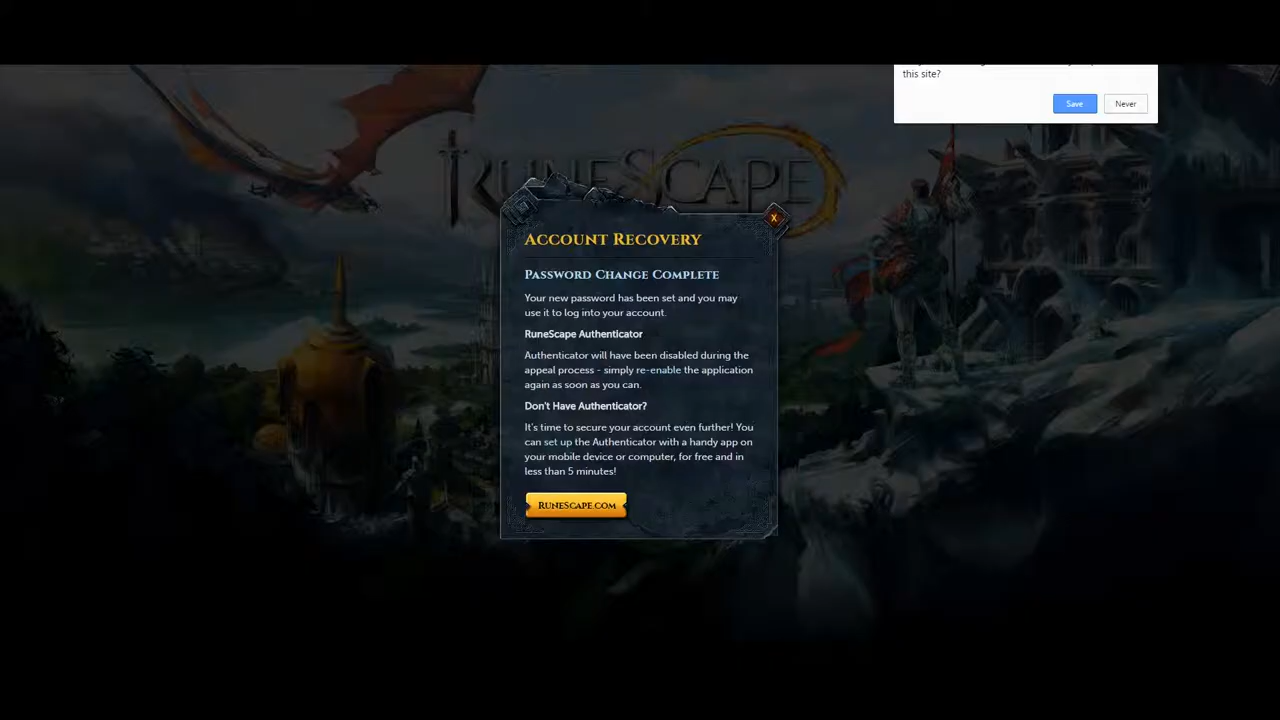 this site?
Save Never
RuneScape
Account Recovery
X
Password Change Complete
Your new password has been set and you may
use it to log into your account.
RuneScape Authenticator
Authenticator will have been disabled during the
appeal process - simply re-enable the application
again as soon as you can.
Don't Have Authenticator?
It's time to secure your account even further! You
can set up the Authenticator with a handy app on
your mobile device or computer, for free and in
less than 5 minutes!
RuneScape.com